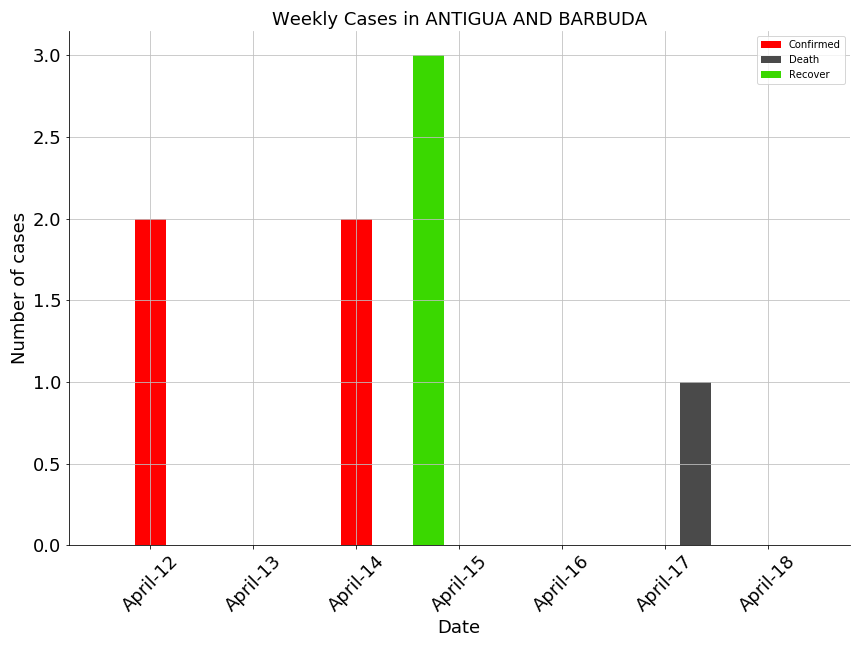 Weekly Cases in ANTIGUA AND BARBUDA
Confirmed
Death
Recover
Number of cases
3.0
2.5
2.0
1.5
1.0
0.5
0.0
April-12
April-13
April-14
April-15
April-16
April-17
April-18
Date